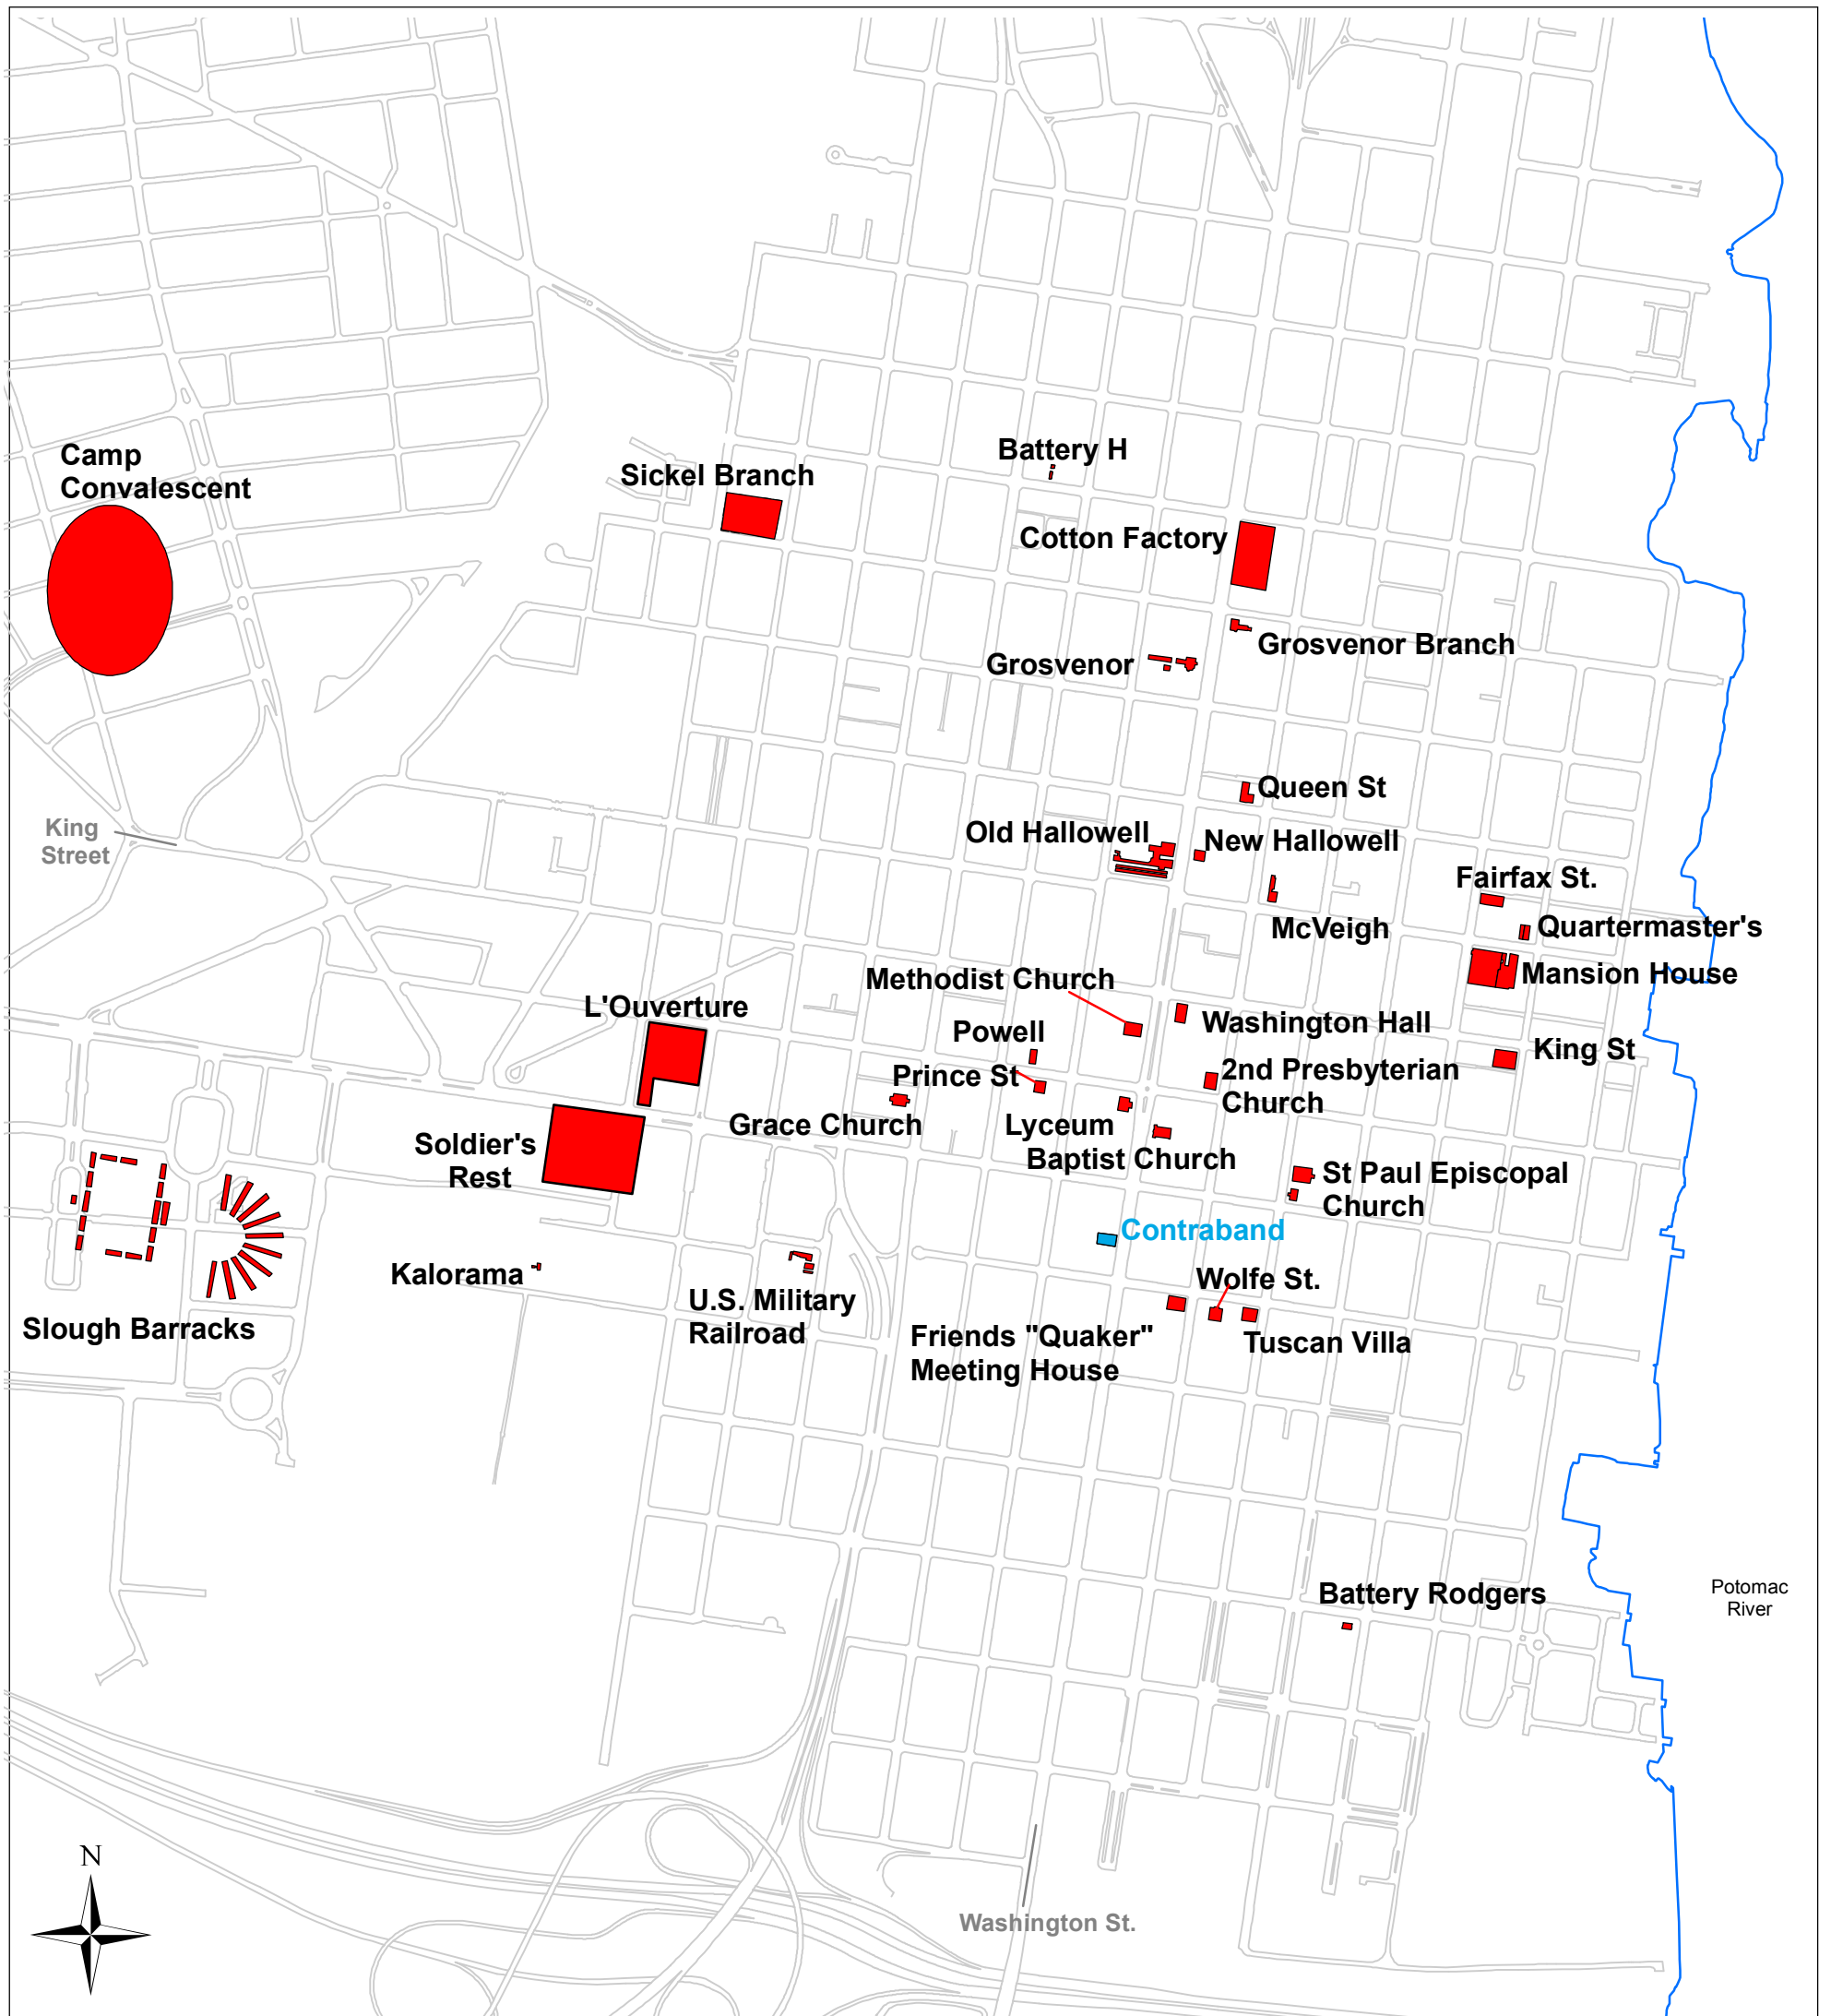 Camp
Convalescent
Sickel Branch
Battery H
Cotton Factory
Grosvenor Branch
Grosvenor
Queen St
King
Street
Old Hallowell
New Hallowell
Fairfax St.
McVeigh
Quartermaster's
Methodist Church
Mansion House
L'Ouverture
Washington Hall
Powell
King St
Prince St
2nd Presbyterian
Church
Grace Church
Lyceum
Soldier's
Rest
Baptist Church
St Paul Episcopal
Church
Contraband
Kalorama
Wolfe St.
U.S. Military
Railroad
Slough Barracks
Friends "Quaker"
Meeting House
Tuscan Villa
Battery Rodgers
Potomac
River
N
Washington St.